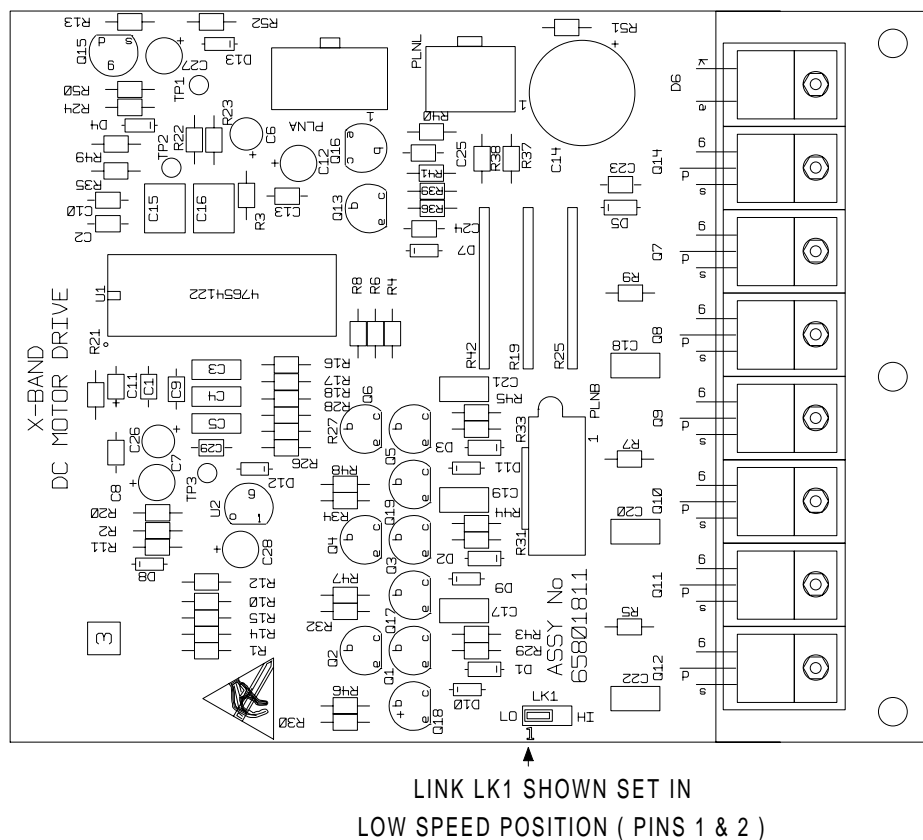 R13
R52
Q15
p
s
g
C27
D13
R50
R24
TP1
D4
R22
R23
C6
PLNA
1
PLNL
1
R51
C14
R49
TP2
R35
C10
C2
C15
C16
R3
C12
C13
Q16
e
b
c
Q13
b
c
e
R40
C25
R41
R39
R36
C24
D7
R38
R37
C23
D5
D6
k
a
Q14
g
d
s
Q7
g
d
s
R9
Q8
g
d
s
C18
Q9
g
d
s
R7
Q10
g
d
s
C20
Q11
g
d
s
R5
Q12
g
d
s
C22
U1
47654122
R21
R8
R6
R4
R42
R19
R25
X-BAND
DC MOTOR DRIVE
C11
C1
C9
C3
C4
C5
C29
R16
R17
R18
R28
R27
R26
Q6
b
c
e
Q5
b
c
e
C21
R45
D3
D11
R33
PLNB
1
C26
C7
C8
TP3
D12
U2
R48
R34
Q19
b
c
e
C19
R44
R31
R20
R2
R11
D8
C28
Q4
b
c
e
Q3
b
c
e
D2
D9
R12
R10
R15
R14
R1
R47
R32
Q17
b
c
e
C17
R43
R29
D1
Q2
b
c
e
Q1
b
c
e
D10
3
R46
R30
Q18
b
c
e
ASSY No
65801811
LK1
LO
HI
1
LINK LK1 SHOWN SET IN
LOW SPEED POSITION ( PINS 1 & 2 )